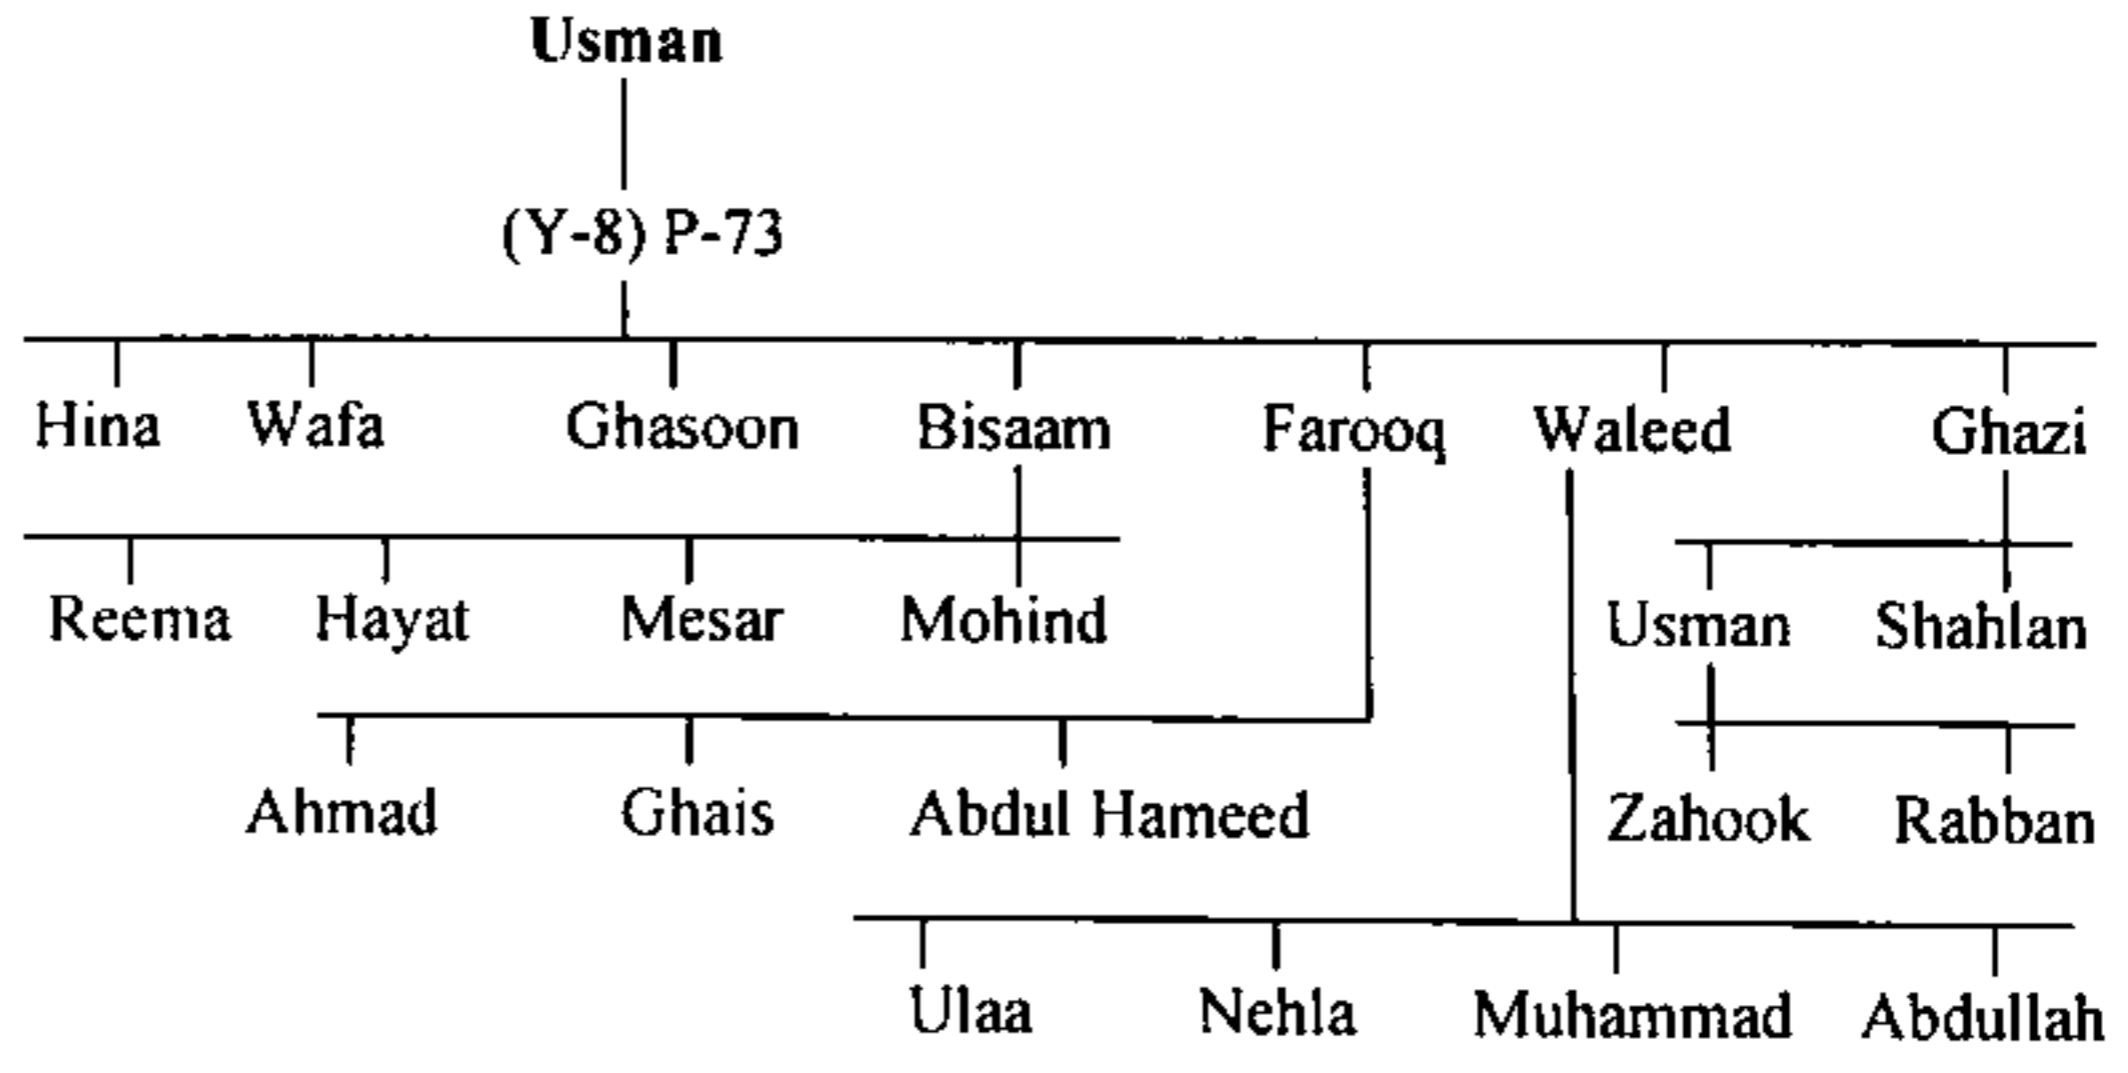 Usman
(Y-8) P-73
Hina Wafa Ghasoon Bisaam Farooq Waleed Ghazi
Reema Hayat Mesar Mohind Usman Shahlan
Ahmad Ghais Abdul Hameed Zahook Rabban
Ulaa Nehla Muhammad Abdullah